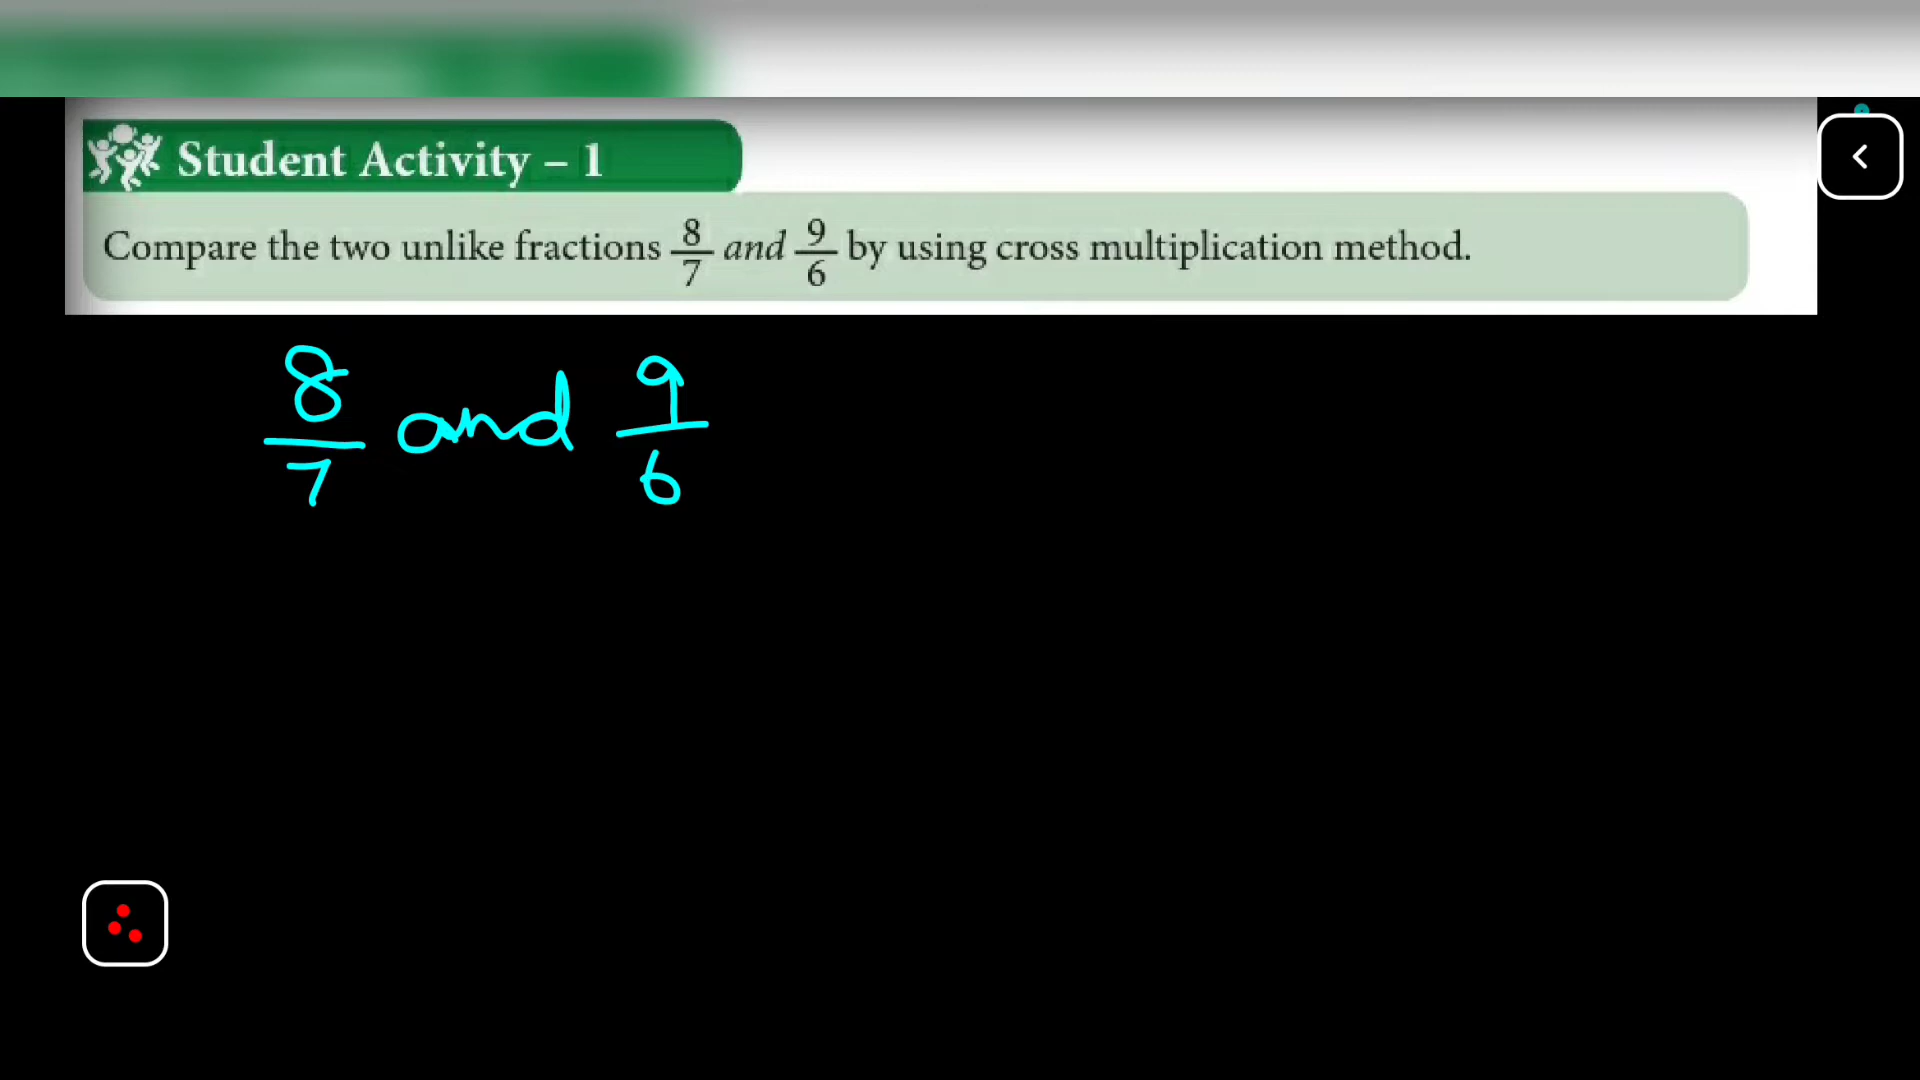 Student Activity – 1
Compare the two unlike fractions 8/7 and 9/6 by using cross multiplication method.
8/7 and 9/6